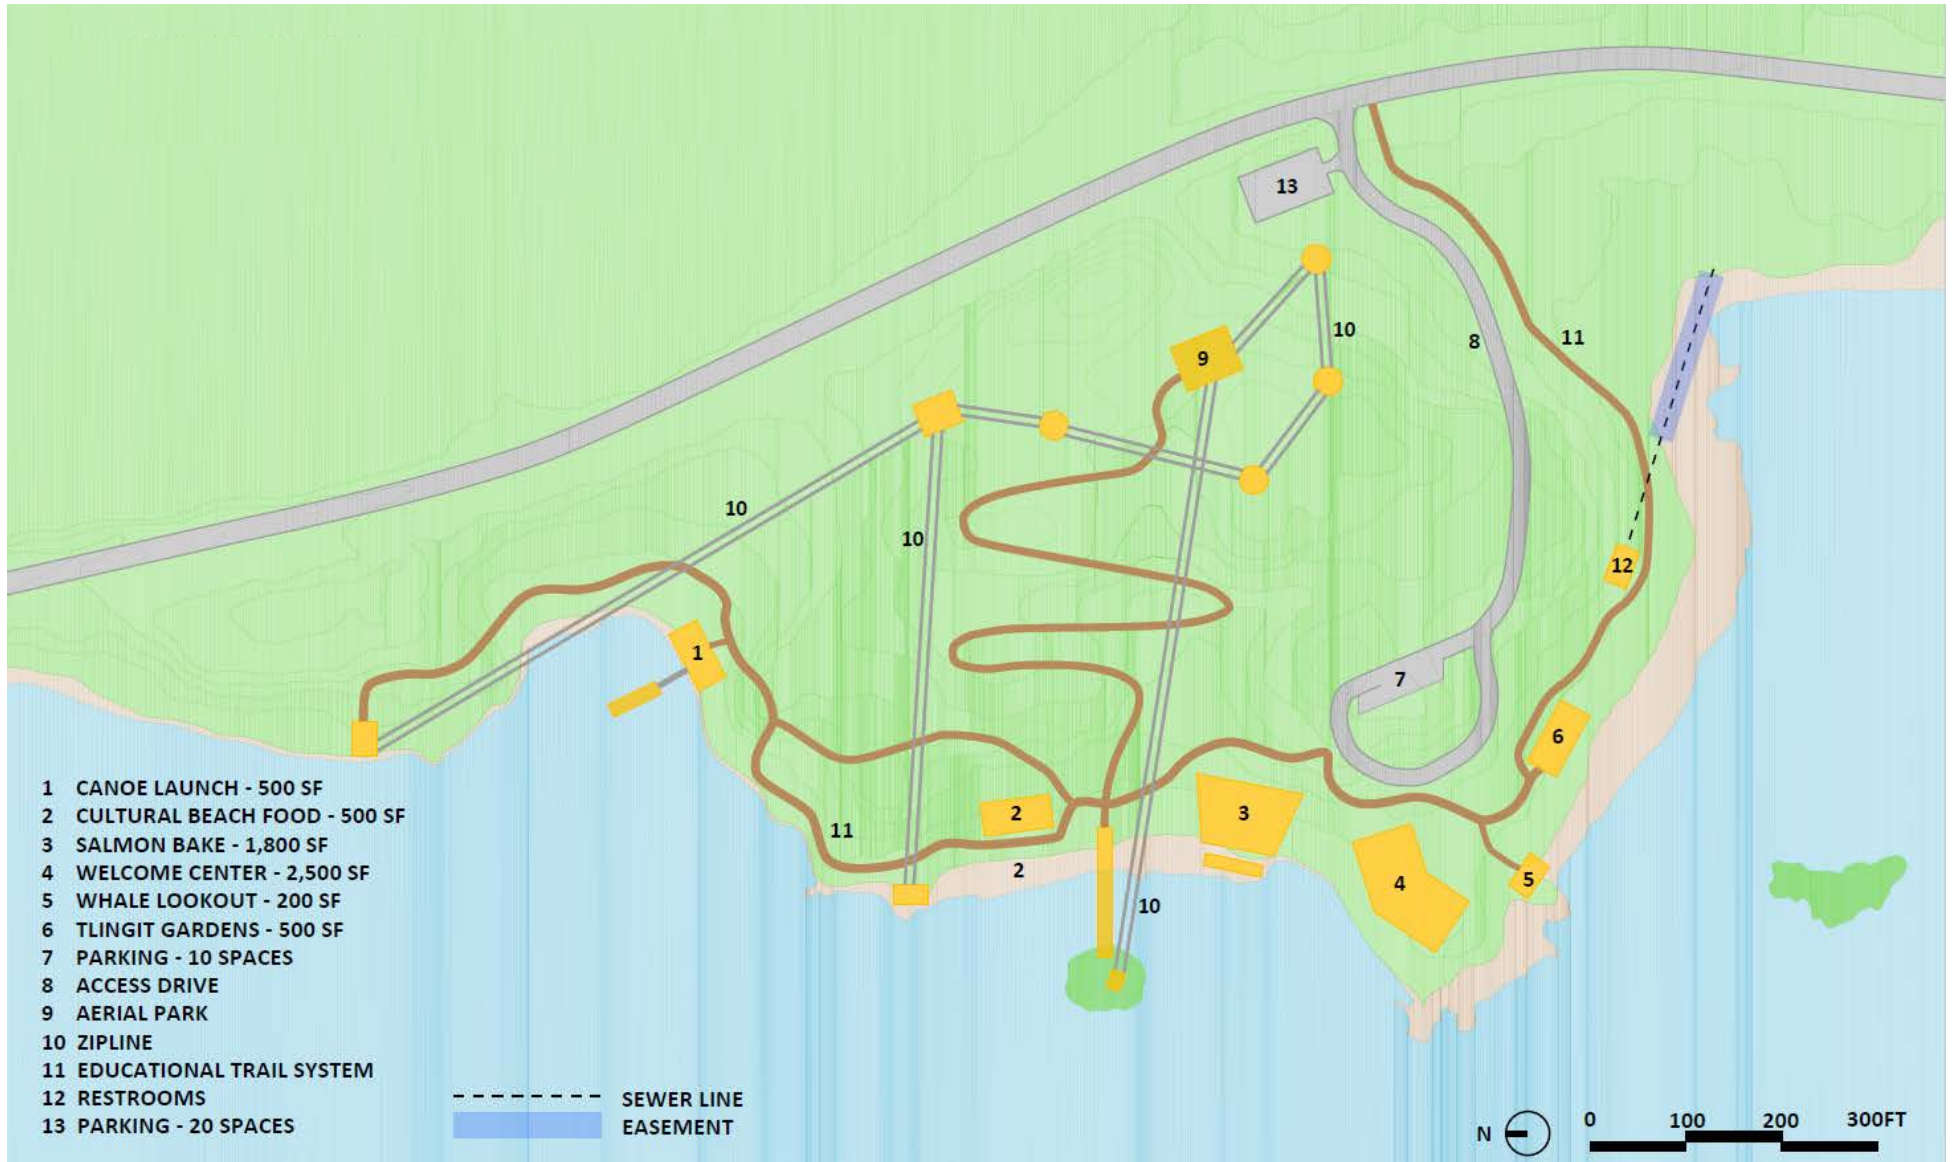 13
10
9
8
11
10
10
12
1
7
6
2
3
11
2
4
5
10
1 CANOE LAUNCH - 500 SF
2 CULTURAL BEACH FOOD - 500 SF
3 SALMON BAKE - 1,800 SF
4 WELCOME CENTER - 2,500 SF
5 WHALE LOOKOUT - 200 SF
6 TLINGIT GARDENS - 500 SF
7 PARKING - 10 SPACES
8 ACCESS DRIVE
9 AERIAL PARK
10 ZIPLINE
11 EDUCATIONAL TRAIL SYSTEM
12 RESTROOMS
13 PARKING - 20 SPACES
SEWER LINE
EASEMENT
N
0 100 200 300FT